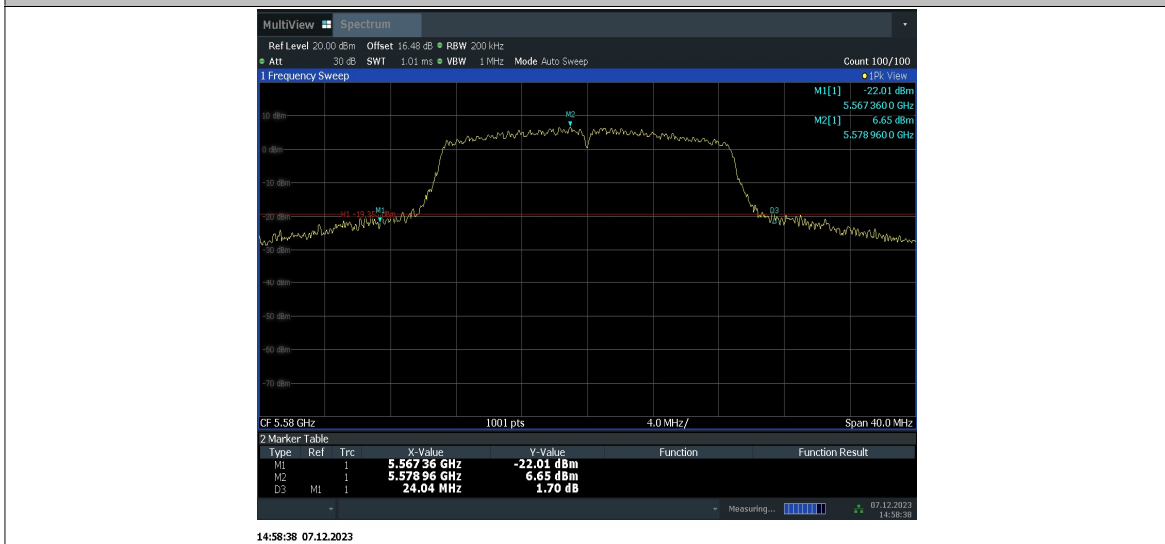 MultiView Spectrum
Ref Level 20.00 dBm Offset 16.48 dB RBW 200 kHz
Att 30 dB SWT 1.01 ms VBW 1 MHz Mode Auto Sweep Count 100/100
1 Frequency Sweep 1Pk View
M1[1] -22.01 dBm
5.567 360 0 GHz
M2[1] 6.65 dBm
5.578 960 0 GHz
M2
10 dBm
0 dBm
-10 dBm
-20 dBm
H1 M1 D3
-30 dBm
-40 dBm
-50 dBm
-60 dBm
-70 dBm
CF 5.58 GHz 1001 pts 4.0 MHz/ Span 40.0 MHz
2 Marker Table
Type Ref Trc X-Value Y-Value Function Function Result
M1 1 5.567 36 GHz -22.01 dBm
M2 1 5.578 96 GHz 6.65 dBm
D3 M1 1 24.04 MHz 1.70 dB
Measuring... 07.12.2023
14:58:38
14:58:38 07.12.2023